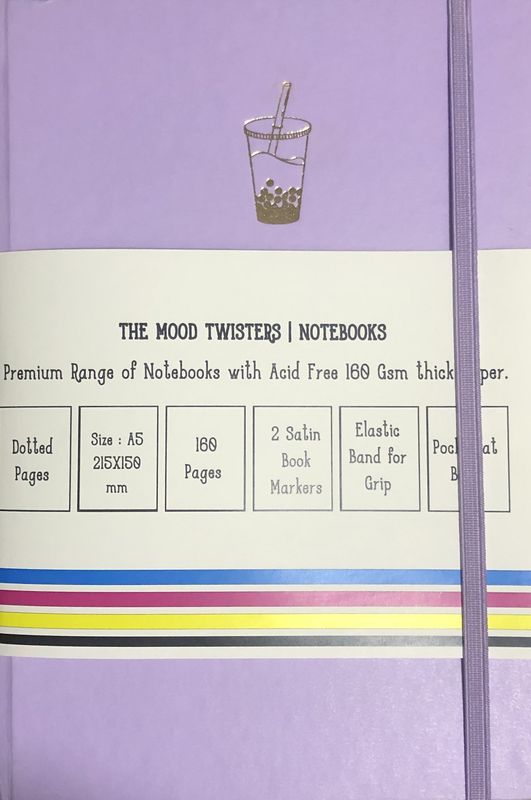 THE MOOD TWISTERS | NOTEBOOKS
Premium Range of Notebooks with Acid Free 160 Gsm thick
Dotted
Pages
Size : A5
215X150
mm
160
Pages
2 Satin
Book
Markers
Elastic
Band for
Grip